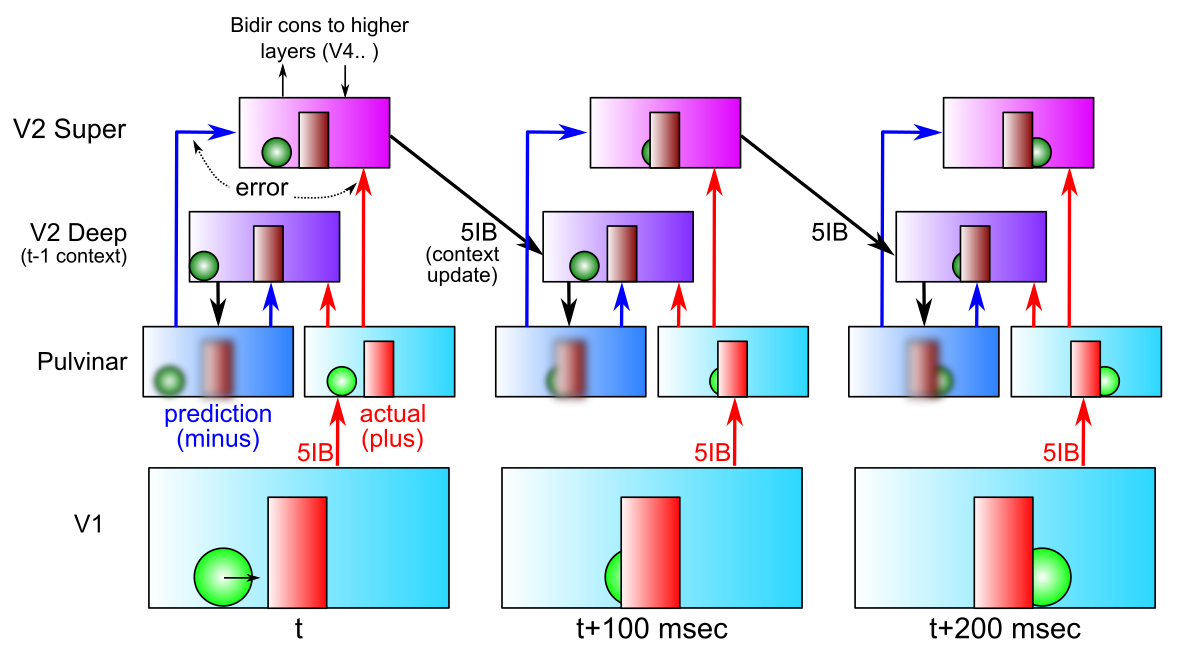 Bidir cons to higher
layers (V4.. )
V2 Super
error
V2 Deep
(t-1 context)
5IB
(context
update)
5IB
Pulvinar
prediction
(minus)
actual
(plus)
5IB
5IB
5IB
V1
t
t+100 msec
t+200 msec